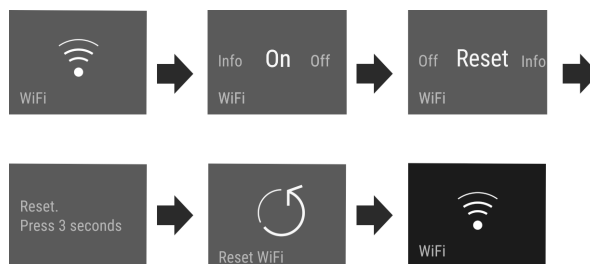 WiFi
Info On Off
WiFi
Off Reset Info
WiFi
Reset.
Press 3 seconds
Reset WiFi
WiFi